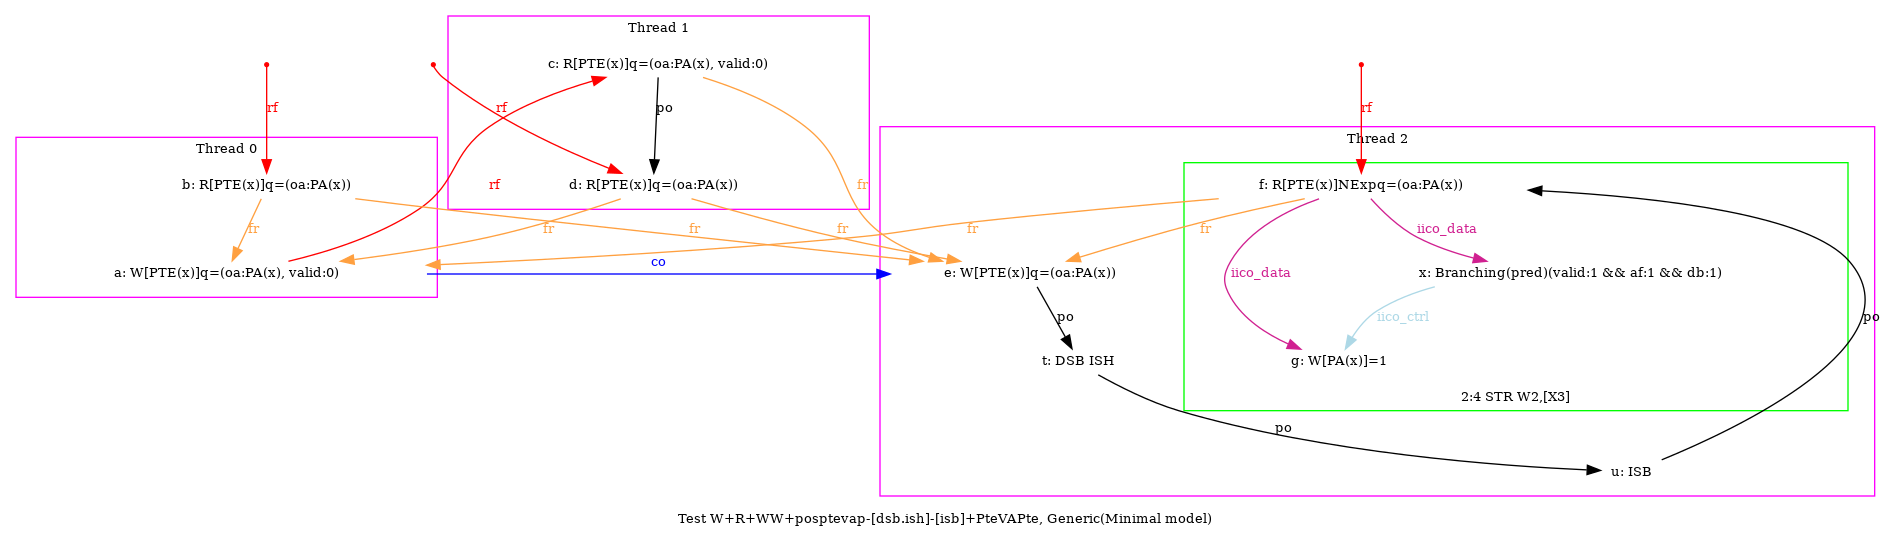 Thread 1
c: R[PTE(x)]q=(oa:PA(x), valid:0)
rf
rf
po
rf
Thread 2
Thread 0
b: R[PTE(x)]q=(oa:PA(x))
rf
d: R[PTE(x)]q=(oa:PA(x))
fr
f: R[PTE(x)]NExpq=(oa:PA(x))
fr
fr
fr
fr
fr
fr
iico_data
co
a: W[PTE(x)]q=(oa:PA(x), valid:0)
e: W[PTE(x)]q=(oa:PA(x))
iico_data
x: Branching(pred)(valid:1 && af:1 && db:1)
po
iico_ctrl
po
t: DSB ISH
g: W[PA(x)]=1
2:4 STR W2,[X3]
po
u: ISB
Test W+R+WW+posptevap-[dsb.ish]-[isb]+PteVAPte, Generic(Minimal model)